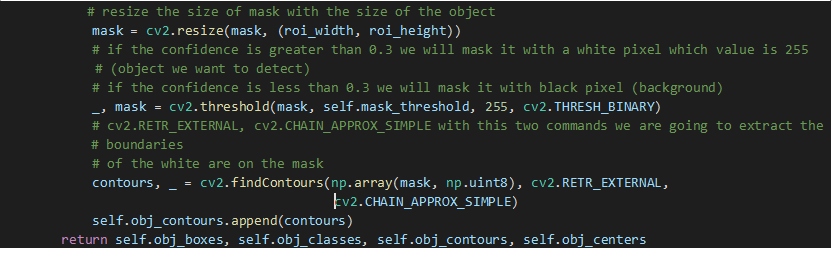 # resize the size of mask with the size of the object
mask = cv2.resize(mask, (roi_width, roi_height))
# if the confidence is greater than 0.3 we will mask it with a white pixel which value is 255
# (object we want to detect)
# if the confidence is less than 0.3 we will mask it with black pixel (background)
_, mask = cv2.threshold(mask, self.mask_threshold, 255, cv2.THRESH_BINARY)
# cv2.RETR_EXTERNAL, cv2.CHAIN_APPROX_SIMPLE with this two commands we are going to extract the
# boundaries
# of the white are on the mask
contours, _ = cv2.findContours(np.array(mask, np.uint8), cv2.RETR_EXTERNAL,
cv2.CHAIN_APPROX_SIMPLE)
self.obj_contours.append(contours)
return self.obj_boxes, self.obj_classes, self.obj_contours, self.obj_centers